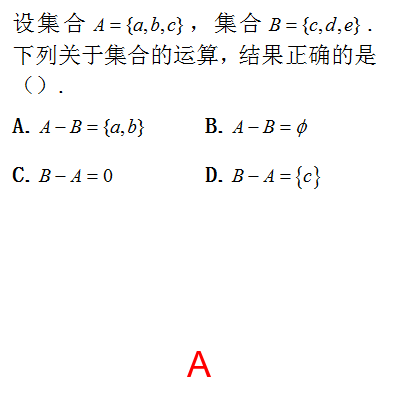 设集合 A={a,b,c}，集合 B={c,d,e}．
下列关于集合的运算，结果正确的是
（）．
A. A−B={a,b} B. A−B=ϕ
C. B−A=0 D. B−A={c}
A